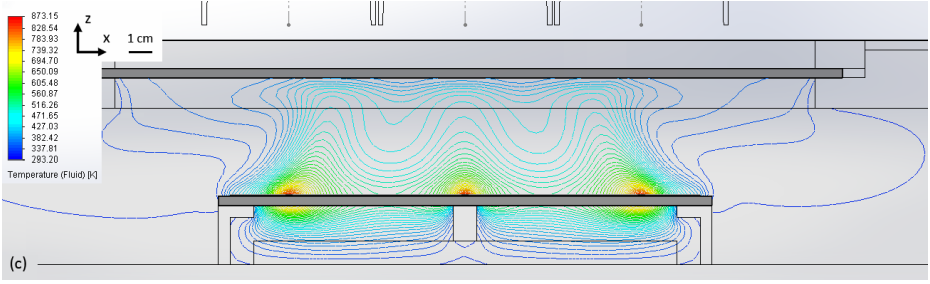 873.15
828.54
783.93
739.32
694.70
650.09
605.48
560.87
516.26
471.65
427.03
382.42
337.81
293.20
Temperature (Fluid) [K]
z
x
1 cm
(c)